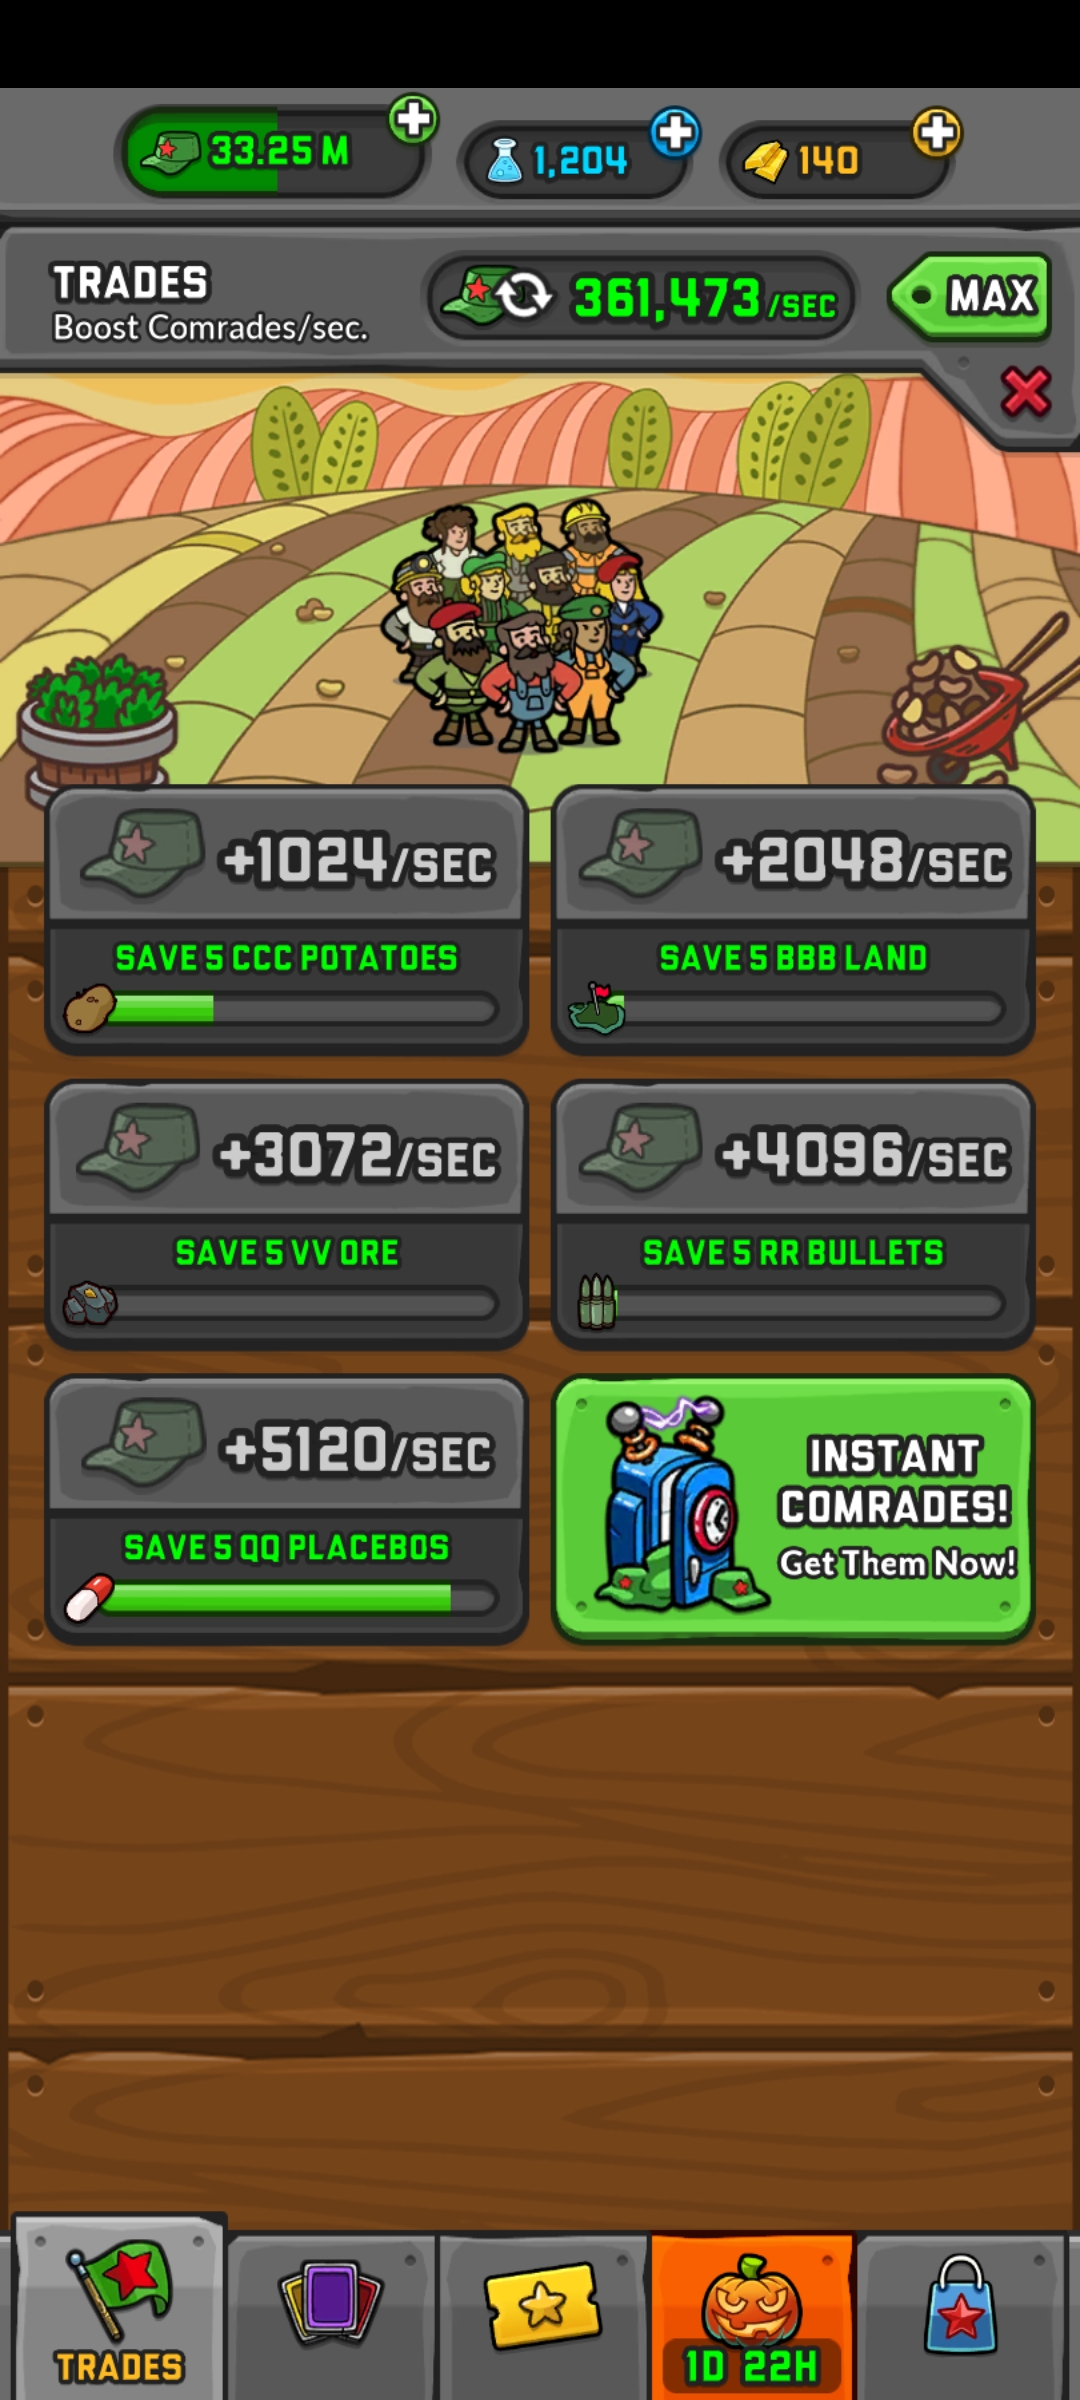 33.25 M
1,204
140
TRADES
Boost Comrades/sec.
361,473/SEC
MAX
+1024/SEC
+2048/SEC
SAVE 5 CCC POTATOES
SAVE 5 BBB LAND
+3072/SEC
+4096/SEC
SAVE 5 VV ORE
SAVE 5 RR BULLETS
+5120/SEC
SAVE 5 QQ PLACEBOS
INSTANT
COMRADES!
Get Them Now!
TRADES
1D 22H